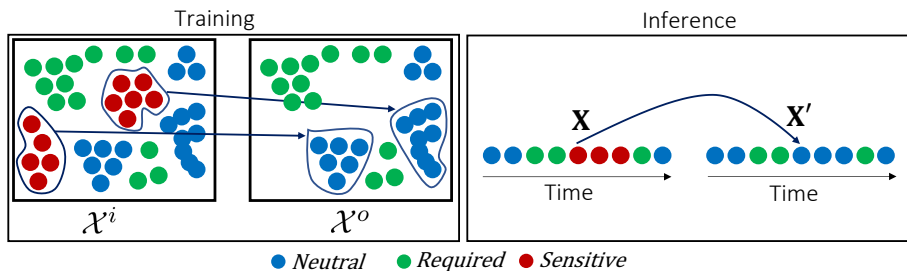 Training
Inference
𝒳ⁱ
𝒳ᵒ
X
X′
Time
Time
Neutral
Required
Sensitive